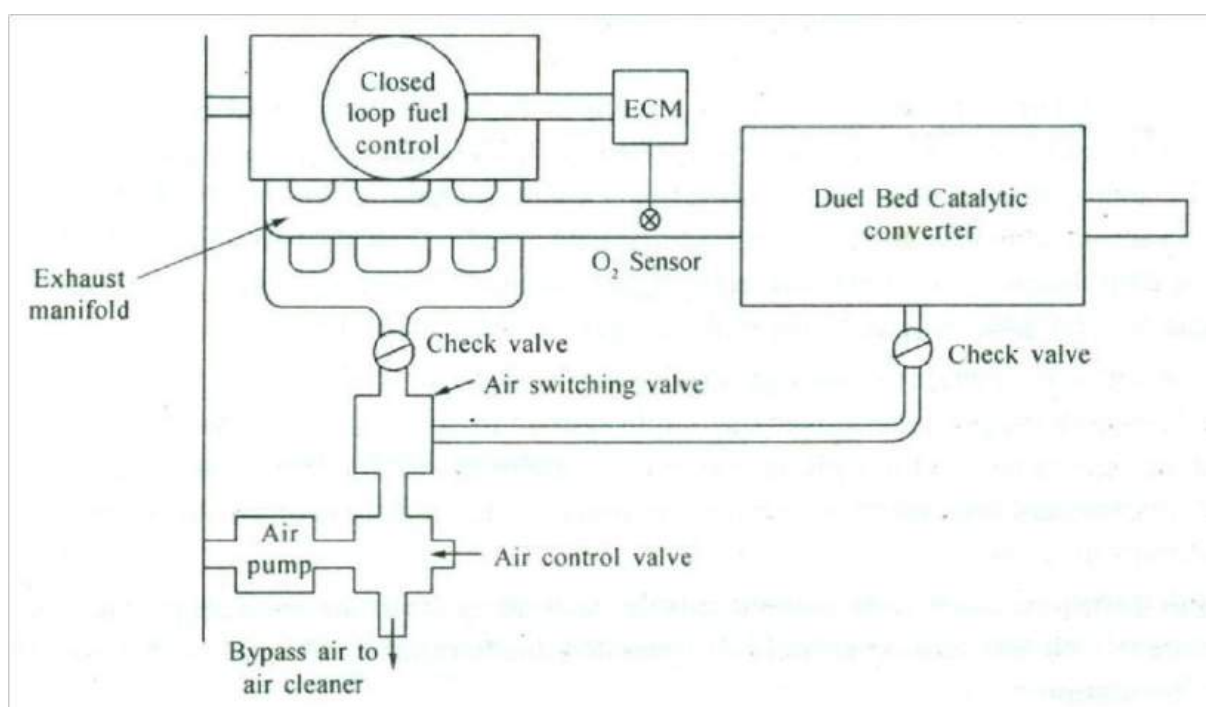 Closed
loop fuel
control
ECM
Duel Bed Catalytic
converter
O₂ Sensor
Exhaust
manifold
Check valve
Check valve
Air switching valve
Air
pump
Air control valve
Bypass air to
air cleaner